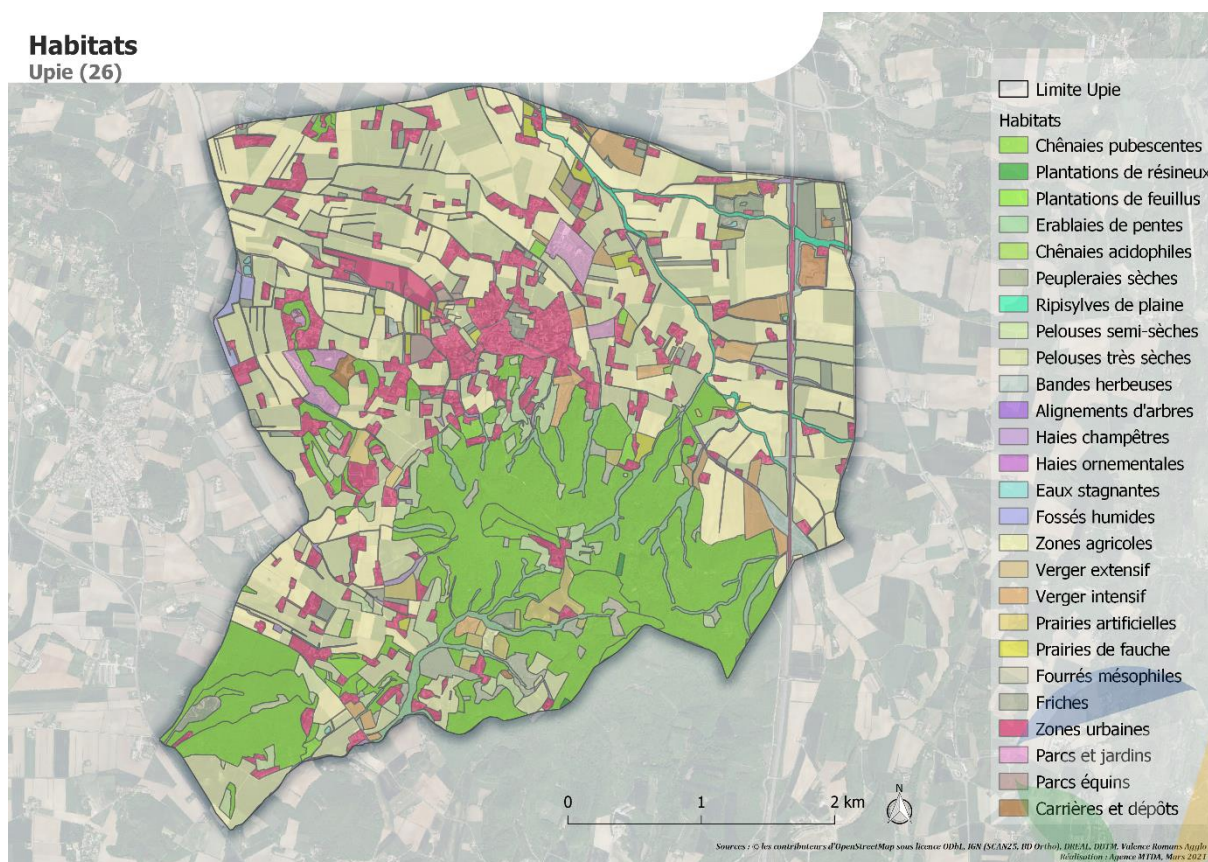 Habitats
Upie (26)
Limite Upie
Habitats
Chênaies pubescentes
Plantations de résineux
Plantations de feuillus
Erablaies de pentes
Chênaies acidophiles
Peupleraies sèches
Ripisylves de plaine
Pelouses semi-sèches
Pelouses très sèches
Bandes herbeuses
Alignements d'arbres
Haies champêtres
Haies ornementales
Eaux stagnantes
Fossés humides
Zones agricoles
Verger extensif
Verger intensif
Prairies artificielles
Prairies de fauche
Fourrés mésophiles
Friches
Zones urbaines
Parcs et jardins
Parcs équins
Carrières et dépôts
0 1 2 km
N
Sources : © les contributeurs d'OpenStreetMap sous licence ODbL, IGN (SCAN25, BD Ortho), DREAL, DDTM, Valence Romans Agglo
Réalisation : Agence MTDA, Mars 2021